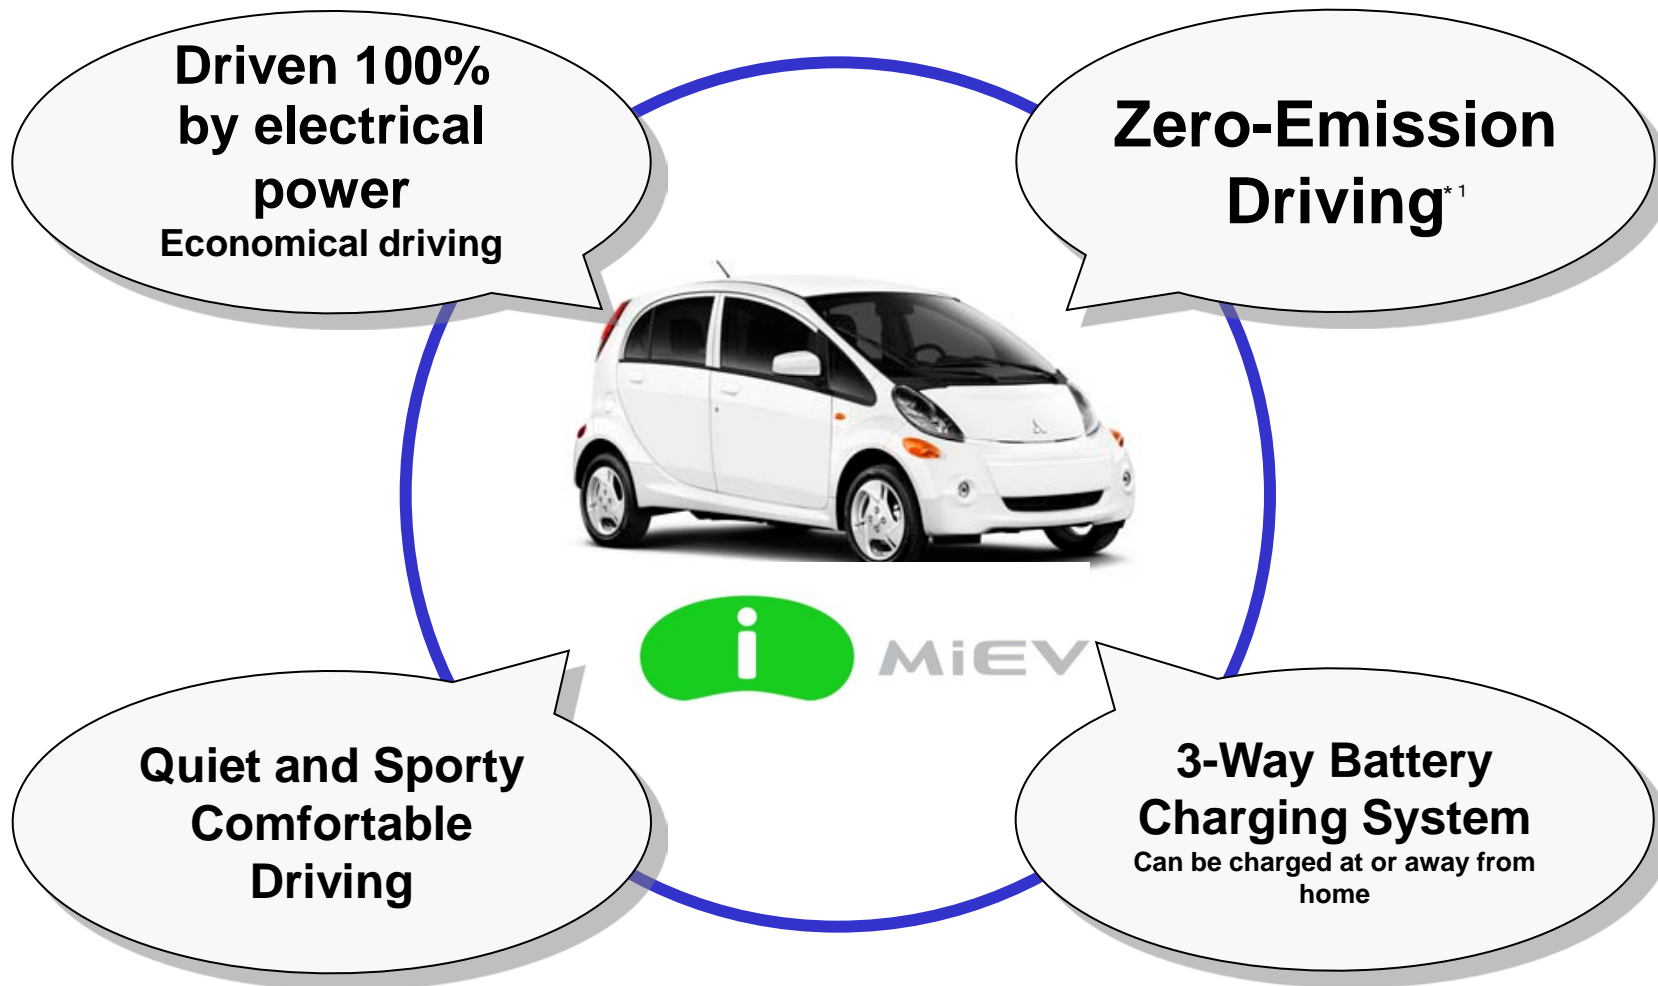 Driven 100%
by electrical
power
Economical driving
Zero-Emission
Driving*1
i MiEV
Quiet and Sporty
Comfortable
Driving
3-Way Battery
Charging System
Can be charged at or away from
home